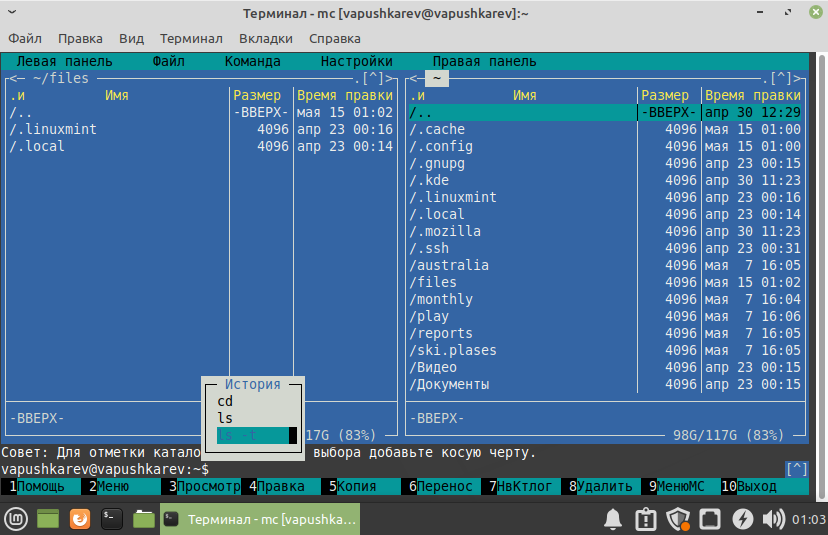 Терминал - mc [vapushkarev@vapushkarev]:~
Файл Правка Вид Терминал Вкладки Справка
Левая панель Файл Команда Настройки Правая панель
<— ~/files .[^]> <— ~ .[^]>
.и Имя Размер Время правки .и Имя Размер Время правки
/.. -ВВЕРХ- мая 15 01:02 /.. -ВВЕРХ- апр 30 12:29
/.linuxmint 4096 апр 23 00:16 /.cache 4096 мая 15 01:00
/.local 4096 апр 23 00:14 /.config 4096 мая 15 01:00
/.gnupg 4096 апр 23 00:15
/.kde 4096 апр 30 11:23
/.linuxmint 4096 апр 23 00:16
/.local 4096 апр 23 00:14
/.mozilla 4096 апр 30 11:23
/.ssh 4096 апр 23 00:31
/australia 4096 мая 7 16:05
/files 4096 мая 15 01:02
/monthly 4096 мая 7 16:04
/play 4096 мая 7 16:06
/reports 4096 мая 7 16:05
/ski.plases 4096 мая 7 16:05
/Видео 4096 апр 23 00:15
История /Документы 4096 апр 23 00:15
cd
-ВВЕРХ- ls -ВВЕРХ-
ls -t 17G (83%) 98G/117G (83%)
Совет: Для отметки катало выбора добавьте косую черту.
vapushkarev@vapushkarev:~$ [^]
1Помощь 2Меню 3Просмотр 4Правка 5Копия 6Перенос 7НвКтлог 8Удалить 9МенюМС 10Выход
Терминал - mc [vapushka... 01:03